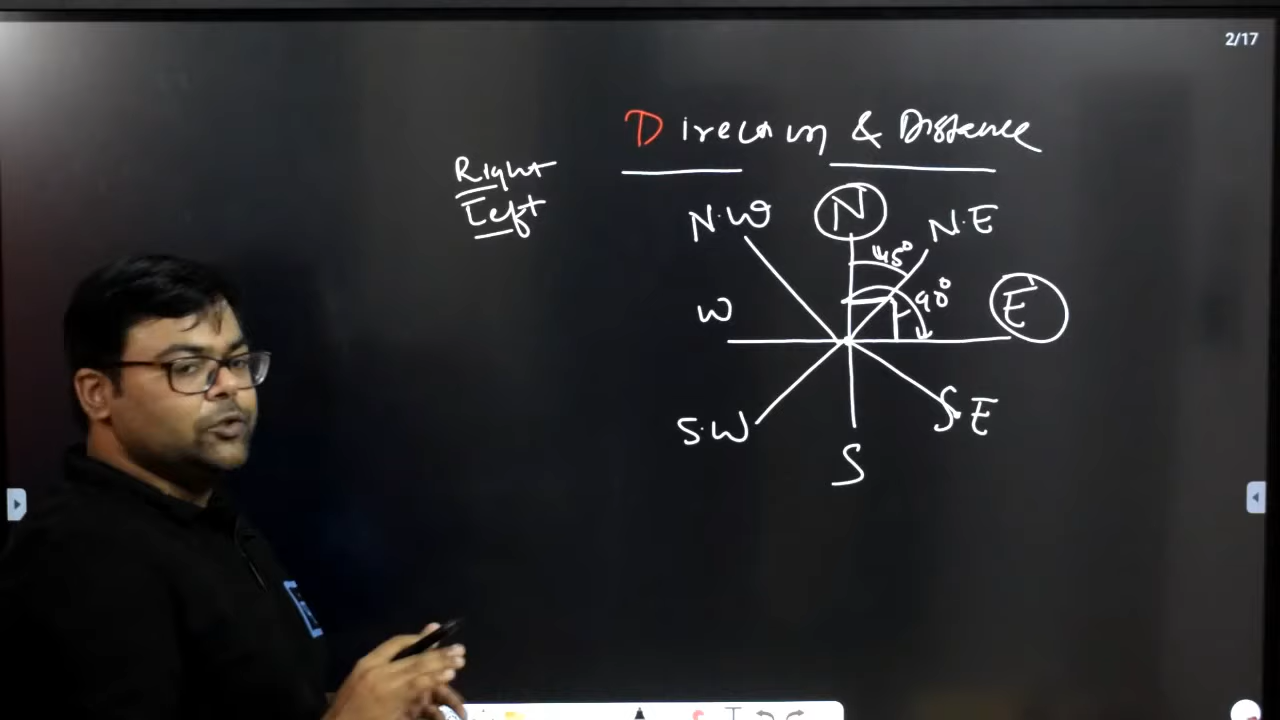 2/17
Direction & Distance
Right
Left
N.W N N.E
45°
90°
W E
S.W S.E
S